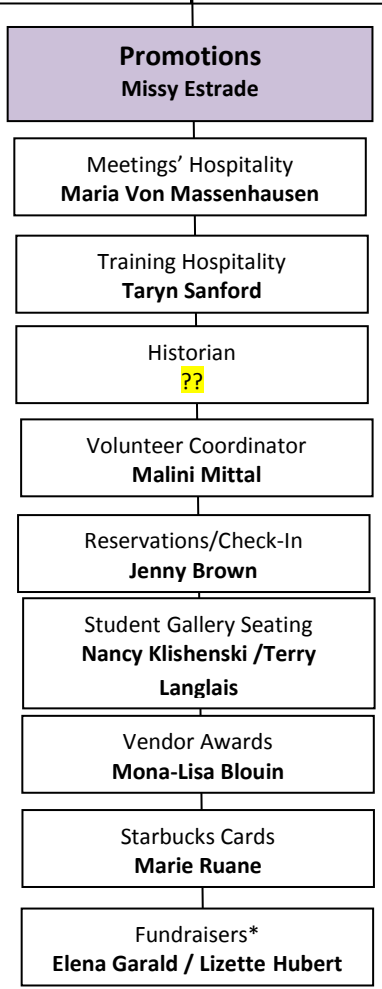 Promotions
Missy Estrade
Meetings’ Hospitality
Maria Von Massenhausen
Training Hospitality
Taryn Sanford
Historian
??
Volunteer Coordinator
Malini Mittal
Reservations/Check-In
Jenny Brown
Student Gallery Seating
Nancy Klishenski /Terry
Langlais
Vendor Awards
Mona-Lisa Blouin
Starbucks Cards
Marie Ruane
Fundraisers*
Elena Garald / Lizette Hubert